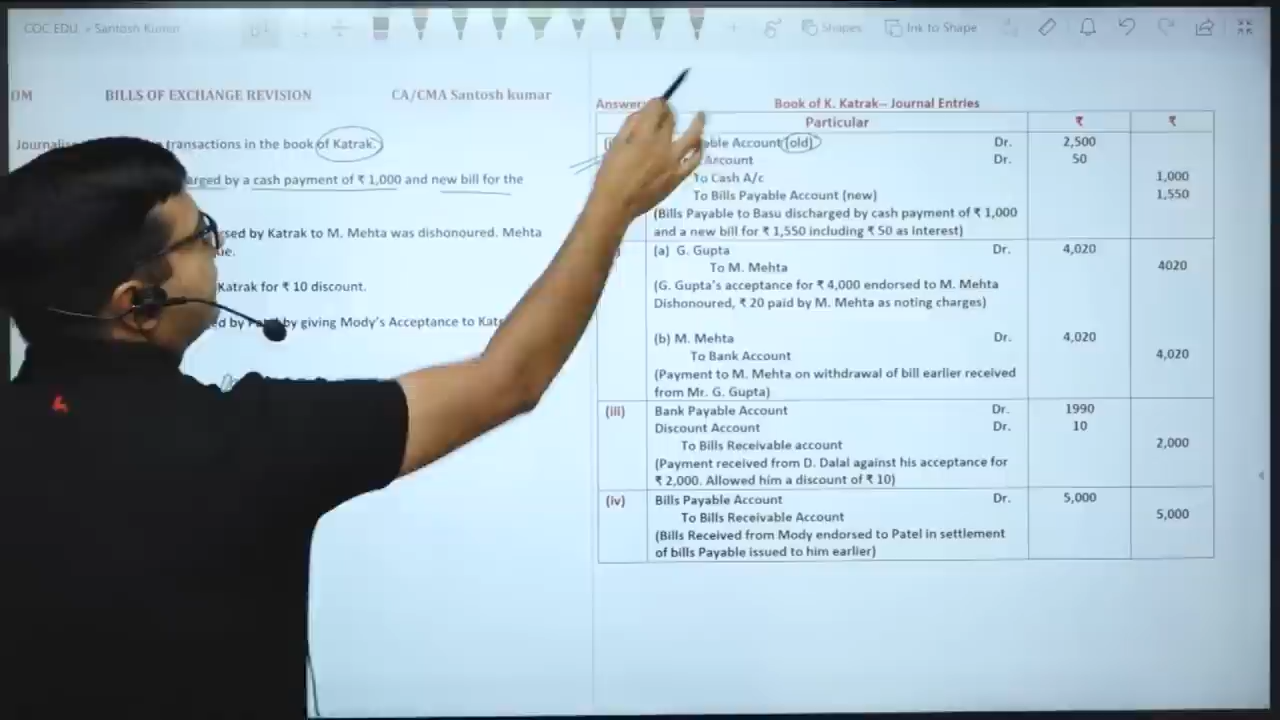 COC EDU. - Santosh Kumar
Shapes
Ink to Shape
OM BILLS OF EXCHANGE REVISION CA/CMA Santosh kumar
Journalise transactions in the book of Katrak.
arged by a cash payment of ₹ 1,000 and new bill for the
sed by Katrak to M. Mehta was dishonoured. Mehta
ue.
Katrak for ₹ 10 discount.
ed by Patel by giving Mody's Acceptance to Kat
Answer Book of K. Katrak– Journal Entries
Particular ₹ ₹
able Account (old) Dr. 2,500
Account Dr. 50
To Cash A/c 1,000
To Bills Payable Account (new) 1,550
(Bills Payable to Basu discharged by cash payment of ₹ 1,000
and a new bill for ₹ 1,550 including ₹ 50 as Interest)
(a) G. Gupta Dr. 4,020
To M. Mehta 4020
(G. Gupta's acceptance for ₹ 4,000 endorsed to M. Mehta
Dishonoured, ₹ 20 paid by M. Mehta as noting charges)
(b) M. Mehta Dr. 4,020
To Bank Account 4,020
(Payment to M. Mehta on withdrawal of bill earlier received
from Mr. G. Gupta)
(iii) Bank Payable Account Dr. 1990
Discount Account Dr. 10
To Bills Receivable account 2,000
(Payment received from D. Dalal against his acceptance for
₹ 2,000. Allowed him a discount of ₹ 10)
(iv) Bills Payable Account Dr. 5,000
To Bills Receivable Account 5,000
(Bills Received from Mody endorsed to Patel in settlement
of bills Payable issued to him earlier)